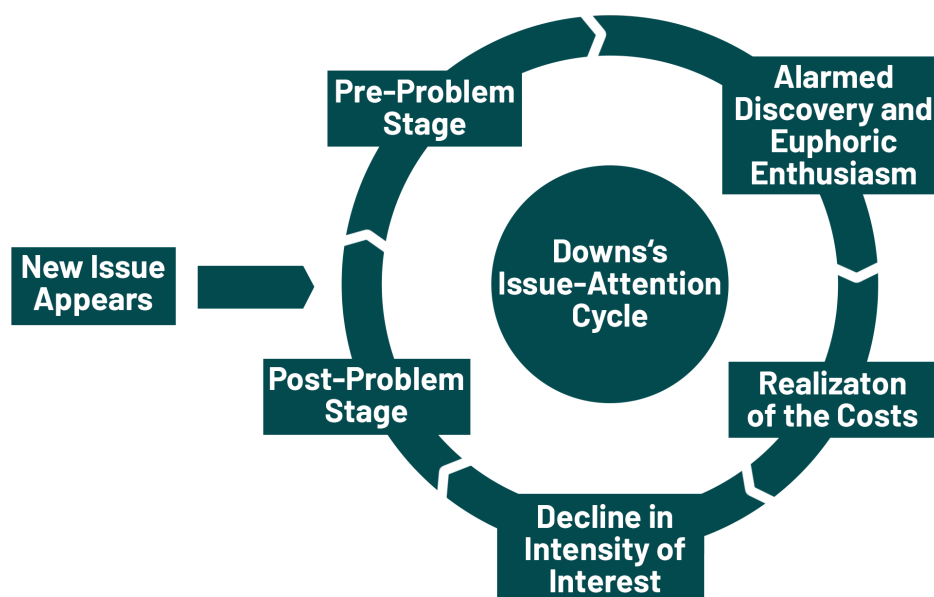 Pre-Problem
Stage
Alarmed
Discovery and
Euphoric
Enthusiasm
New Issue
Appears
Downs‘s
Issue-Attention
Cycle
Post-Problem
Stage
Realizaton
of the Costs
Decline in
Intensity of
Interest